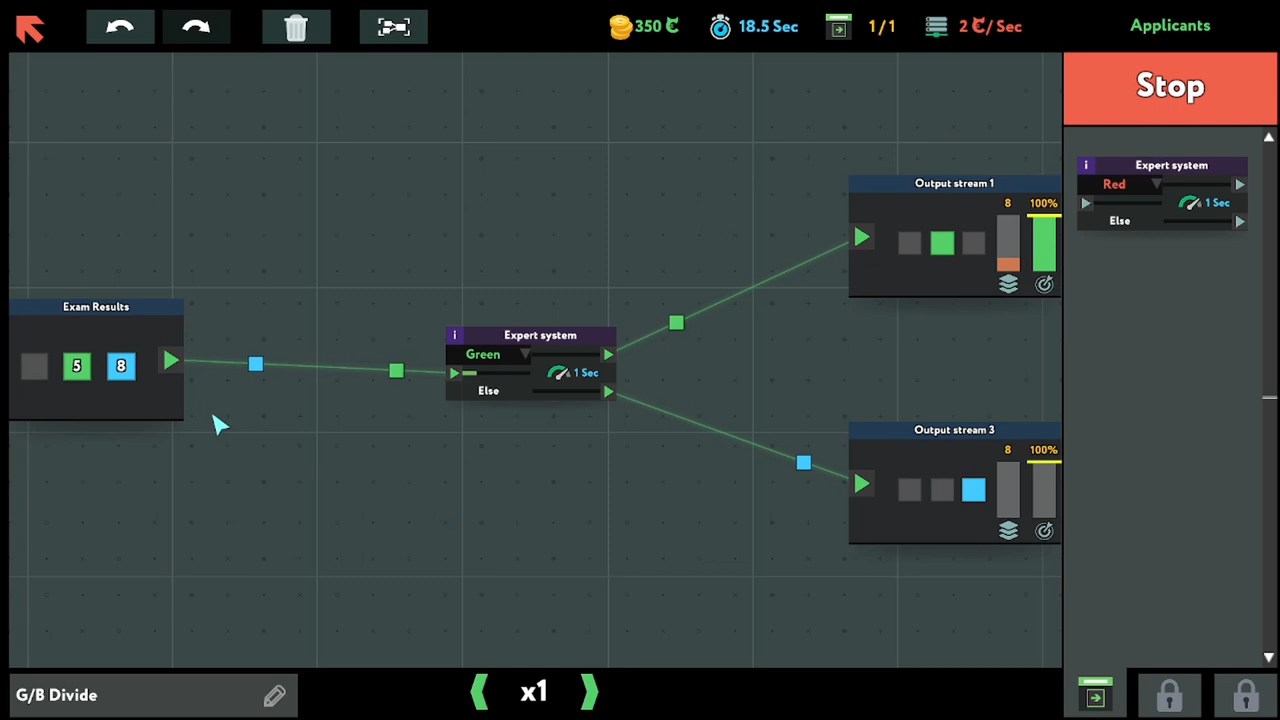 350 ₢ 18.5 Sec 1/1 2 ₢/ Sec Applicants
Stop
i Expert system
Red
1 Sec
Else
Output stream 1
8 100%
Exam Results
5 8
i Expert system
Green
1 Sec
Else
Output stream 3
8 100%
G/B Divide
x1